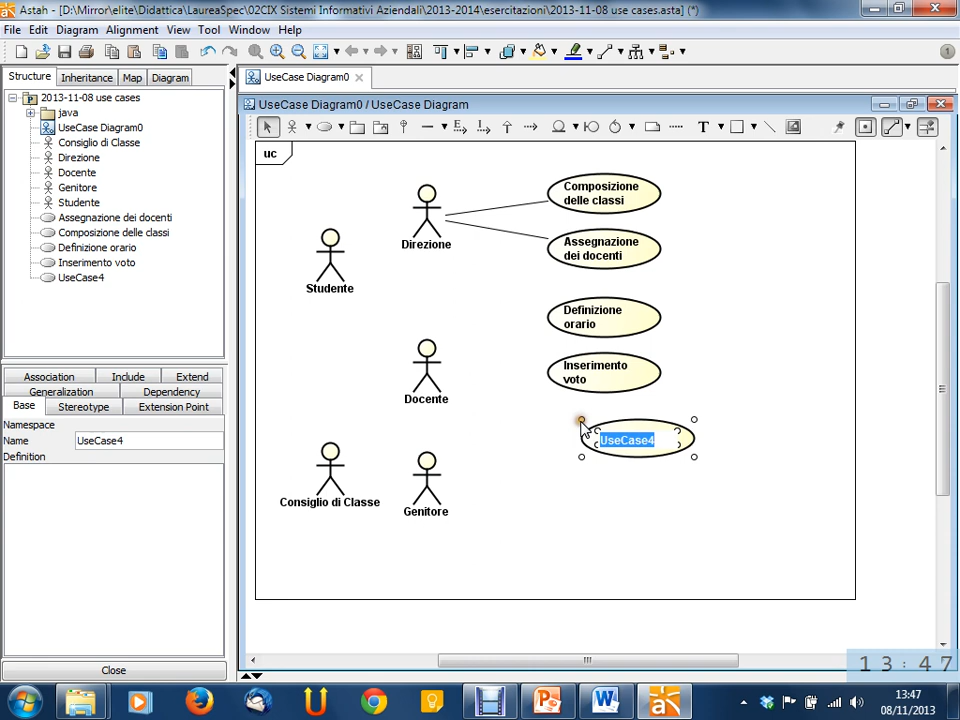 Astah - [D:\Mirror\elite\Didattica\LaureaSpec\02CIX Sistemi Informativi Aziendali\2013-2014\esercitazioni\2013-11-08 use cases.asta] (*)
File Edit Diagram Alignment View Tool Window Help
Structure Inheritance Map Diagram
UseCase Diagram0
2013-11-08 use cases
java
UseCase Diagram0
Consiglio di Classe
Direzione
Docente
Genitore
Studente
Assegnazione dei docenti
Composizione delle classi
Definizione orario
Inserimento voto
UseCase4
Association Include Extend
Generalization Dependency
Base Stereotype Extension Point
Namespace
Name UseCase4
Definition
Close
UseCase Diagram0 / UseCase Diagram
T
uc
Composizione
delle classi
Direzione
Assegnazione
dei docenti
Studente
Definizione
orario
Inserimento
voto
Docente
UseCase4
Consiglio di Classe
Genitore
13:47
13:47
08/11/2013